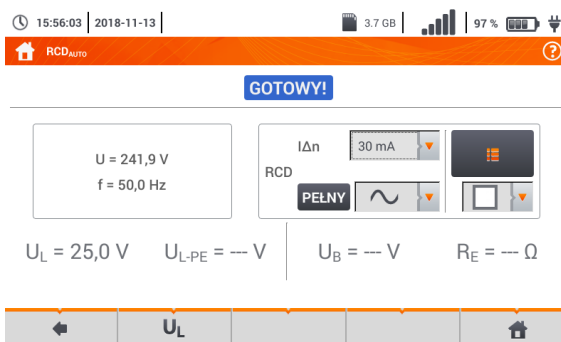 15:56:03 2018-11-13 3.7 GB 97 %
RCDAUTO ?
GOTOWY!
U = 241,9 V
f = 50,0 Hz
IΔn 30 mA
RCD
PEŁNY
UL = 25,0 V UL-PE = --- V UB = --- V RE = --- Ω
UL